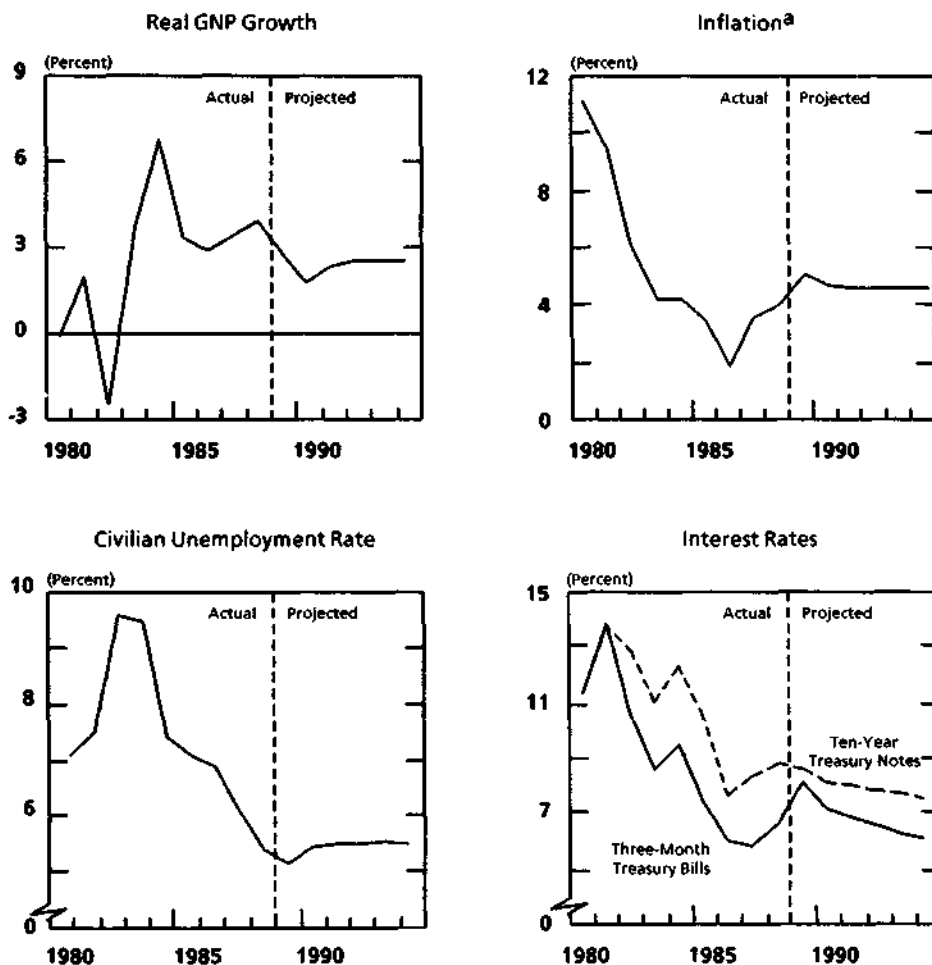 Real GNP Growth
(Percent)
9
Actual
Projected
6
3
0
-3
1980
1985
1990
Inflationa
(Percent)
12
Actual
Projected
8
4
0
1980
1985
1990
Civilian Unemployment Rate
(Percent)
10
Actual
Projected
8
6
0
1980
1985
1990
Interest Rates
(Percent)
15
Actual
Projected
11
Ten-Year
Treasury Notes
7
Three-Month
Treasury Bills
0
1980
1985
1990